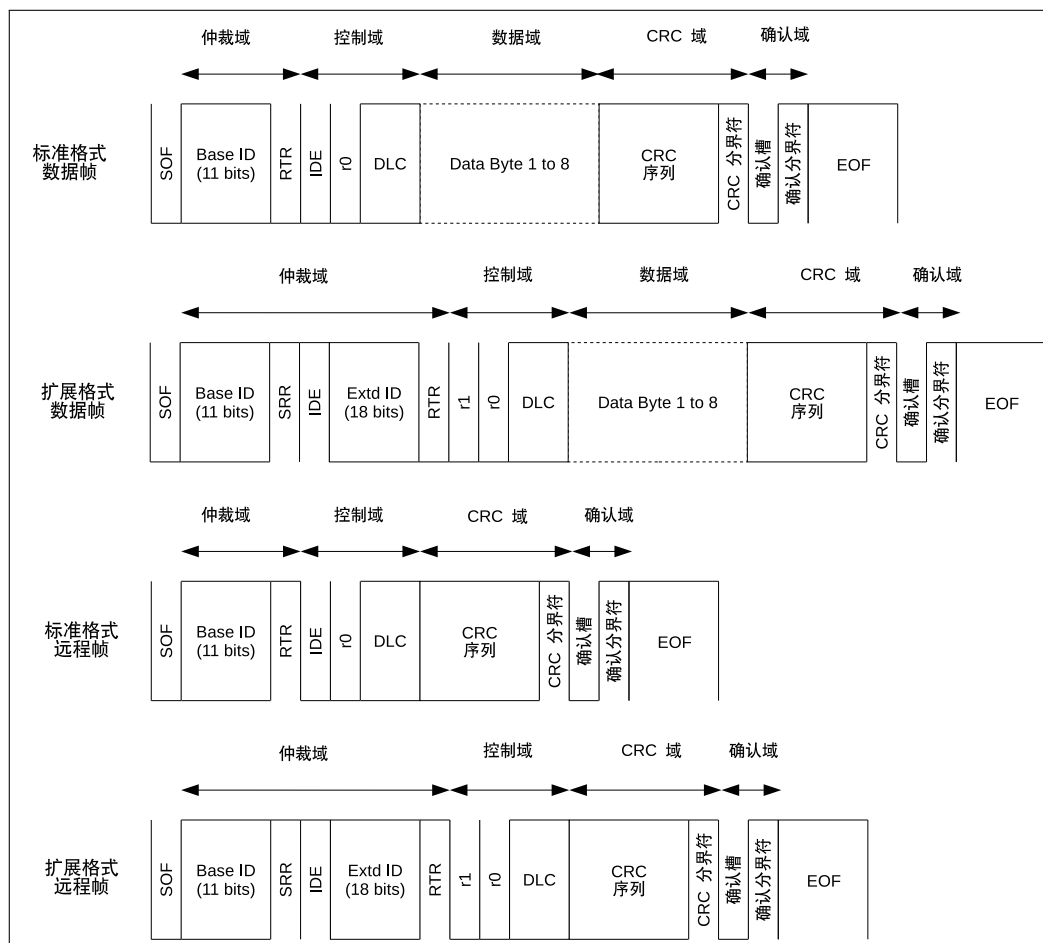 仲裁域 控制域 数据域 CRC 域 确认域
标准格式
数据帧
SOF
Base ID
(11 bits)
RTR
IDE
r0
DLC
Data Byte 1 to 8
CRC
序列
CRC 分界符
确认槽
确认分界符
EOF
仲裁域 控制域 数据域 CRC 域 确认域
扩展格式
数据帧
SOF
Base ID
(11 bits)
SRR
IDE
Extd ID
(18 bits)
RTR
r1
r0
DLC
Data Byte 1 to 8
CRC
序列
CRC 分界符
确认槽
确认分界符
EOF
仲裁域 控制域 CRC 域 确认域
标准格式
远程帧
SOF
Base ID
(11 bits)
RTR
IDE
r0
DLC
CRC
序列
CRC 分界符
确认槽
确认分界符
EOF
仲裁域 控制域 CRC 域 确认域
扩展格式
远程帧
SOF
Base ID
(11 bits)
SRR
IDE
Extd ID
(18 bits)
RTR
r1
r0
DLC
CRC
序列
CRC 分界符
确认槽
确认分界符
EOF